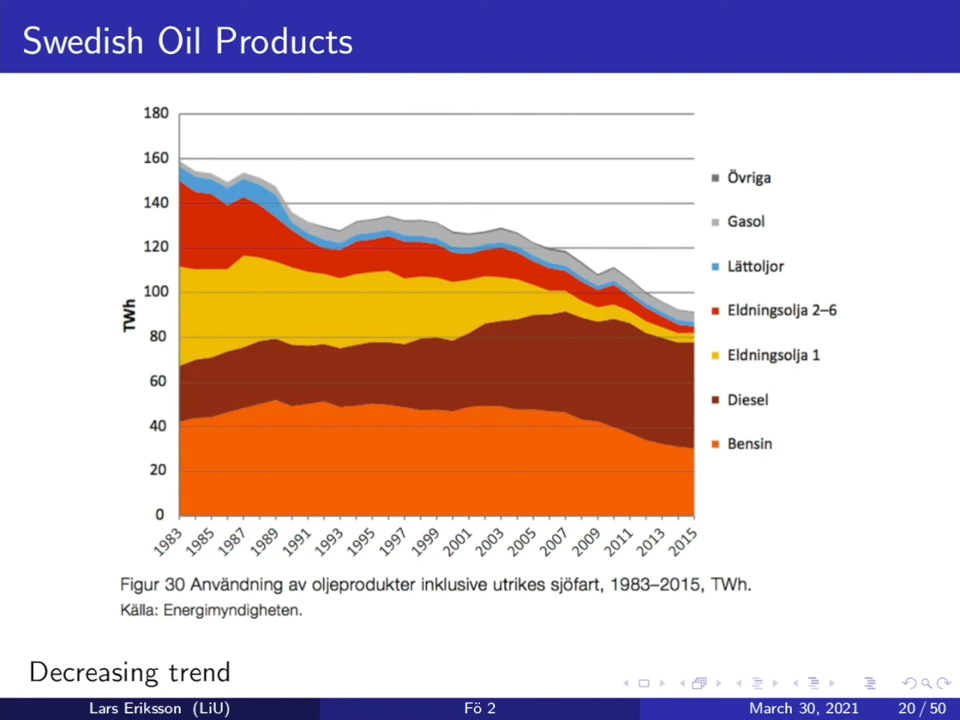 Swedish Oil Products
180
160
140
120
100
80
60
40
20
0
TWh
1983
1985
1987
1989
1991
1993
1995
1997
1999
2001
2003
2005
2007
2009
2011
2013
2015
Övriga
Gasol
Lättoljor
Eldningsolja 2–6
Eldningsolja 1
Diesel
Bensin
Figur 30 Användning av oljeprodukter inklusive utrikes sjöfart, 1983–2015, TWh.
Källa: Energimyndigheten.
Decreasing trend
Lars Eriksson (LiU) Fö 2 March 30, 2021 20 / 50